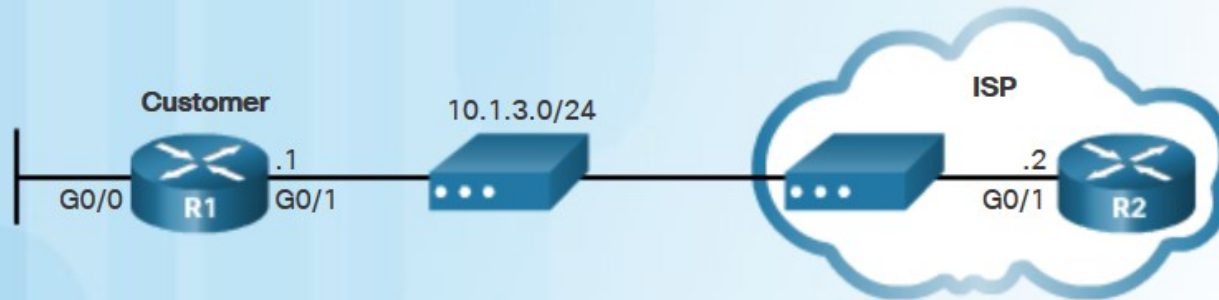 Customer
10.1.3.0/24
ISP
.1
.2
G0/0
R1
G0/1
G0/1
R2